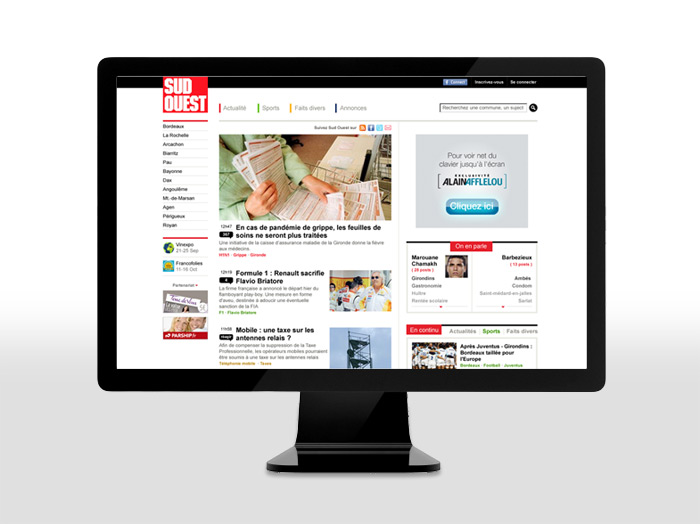 Connect
Inscrivez-vous
Se connecter
SUD
OUEST
Actualité
Sports
Faits divers
Annonces
Recherchez une commune, un sujet
Suivez Sud Ouest sur
Bordeaux
La Rochelle
Arcachon
Biarritz
Pau
Bayonne
Dax
Angoulême
Mt.-de-Marsan
Agen
Périgueux
Royan
Vinexpo
21-25 Sep
Francofolies
11-16 Oct
Partenariat
PARSHIP.fr
12h47
En cas de pandémie de grippe, les feuilles de
soins ne seront plus traitées
Une initiative de la caisse d'assurance maladie de la Gironde donne la fièvre
aux médecins.
H1N1 · Grippe · Gironde
12h19
Formule 1 : Renault sacrifie
Flavio Briatore
La firme française a annoncé le départ hier du
flamboyant play-boy. Une mesure en forme
d'aveu, destinée à adoucir une éventuelle
sanction de la FIA
F1 · Flavio Briatore
11h58
Mobile : une taxe sur les
antennes relais ?
Afin de compenser la suppression de la Taxe
Professionnelle, les opérateurs mobiles pourraient
être soumis à une taxe sur les antennes relais
Téléphonie mobile · Taxes
Pour voir net du
clavier jusqu'à l'écran
EXCLUSIVITÉ
ALAIN AFFLELOU
Cliquez ici
On en parle
Marouane
Chamakh
( 20 posts )
Girondins
Gastronomie
Huître
Rentrée scolaire
Barbezieux
( 13 posts )
Ambès
Condom
Saint-médard-en-jalles
Sarlat
En continu
Actualités
Sports
Faits divers
Après Juventus - Girondins :
Bordeaux taillée pour
l'Europe
Bordeaux · Football · Juventus